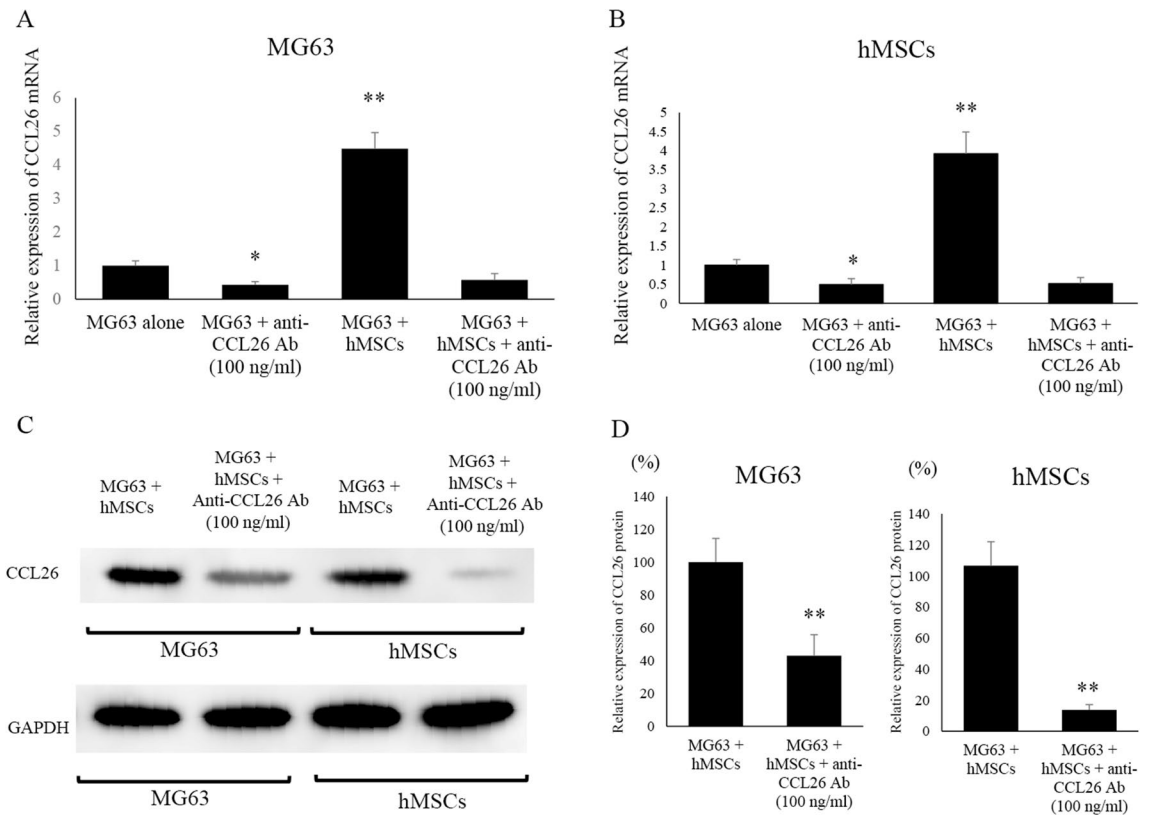 A
MG63
Relative expression of CCL26 mRNA
6
5
4
3
2
1
0
**
*
MG63 alone
MG63 + anti-
CCL26 Ab
(100 ng/ml)
MG63 +
hMSCs
MG63 +
hMSCs + anti-
CCL26 Ab
(100 ng/ml)
B
hMSCs
Relative expression of CCL26 mRNA
5
4.5
4
3.5
3
2.5
2
1.5
1
0.5
0
**
*
MG63 alone
MG63 + anti-
CCL26 Ab
(100 ng/ml)
MG63 +
hMSCs
MG63 +
hMSCs + anti-
CCL26 Ab
(100 ng/ml)
C
MG63 +
hMSCs
MG63 +
hMSCs +
Anti-CCL26 Ab
(100 ng/ml)
MG63 +
hMSCs
MG63 +
hMSCs +
Anti-CCL26 Ab
(100 ng/ml)
CCL26
MG63
hMSCs
GAPDH
MG63
hMSCs
D
(%)
MG63
Relative expression of CCL26 protein
140
120
100
80
60
40
20
0
**
MG63 +
hMSCs
MG63 +
hMSCs + anti-
CCL26 Ab
(100 ng/ml)
(%)
hMSCs
Relative expression of CCL26 protein
140
120
100
80
60
40
20
0
**
MG63 +
hMSCs
MG63 +
hMSCs + anti-
CCL26 Ab
(100 ng/ml)